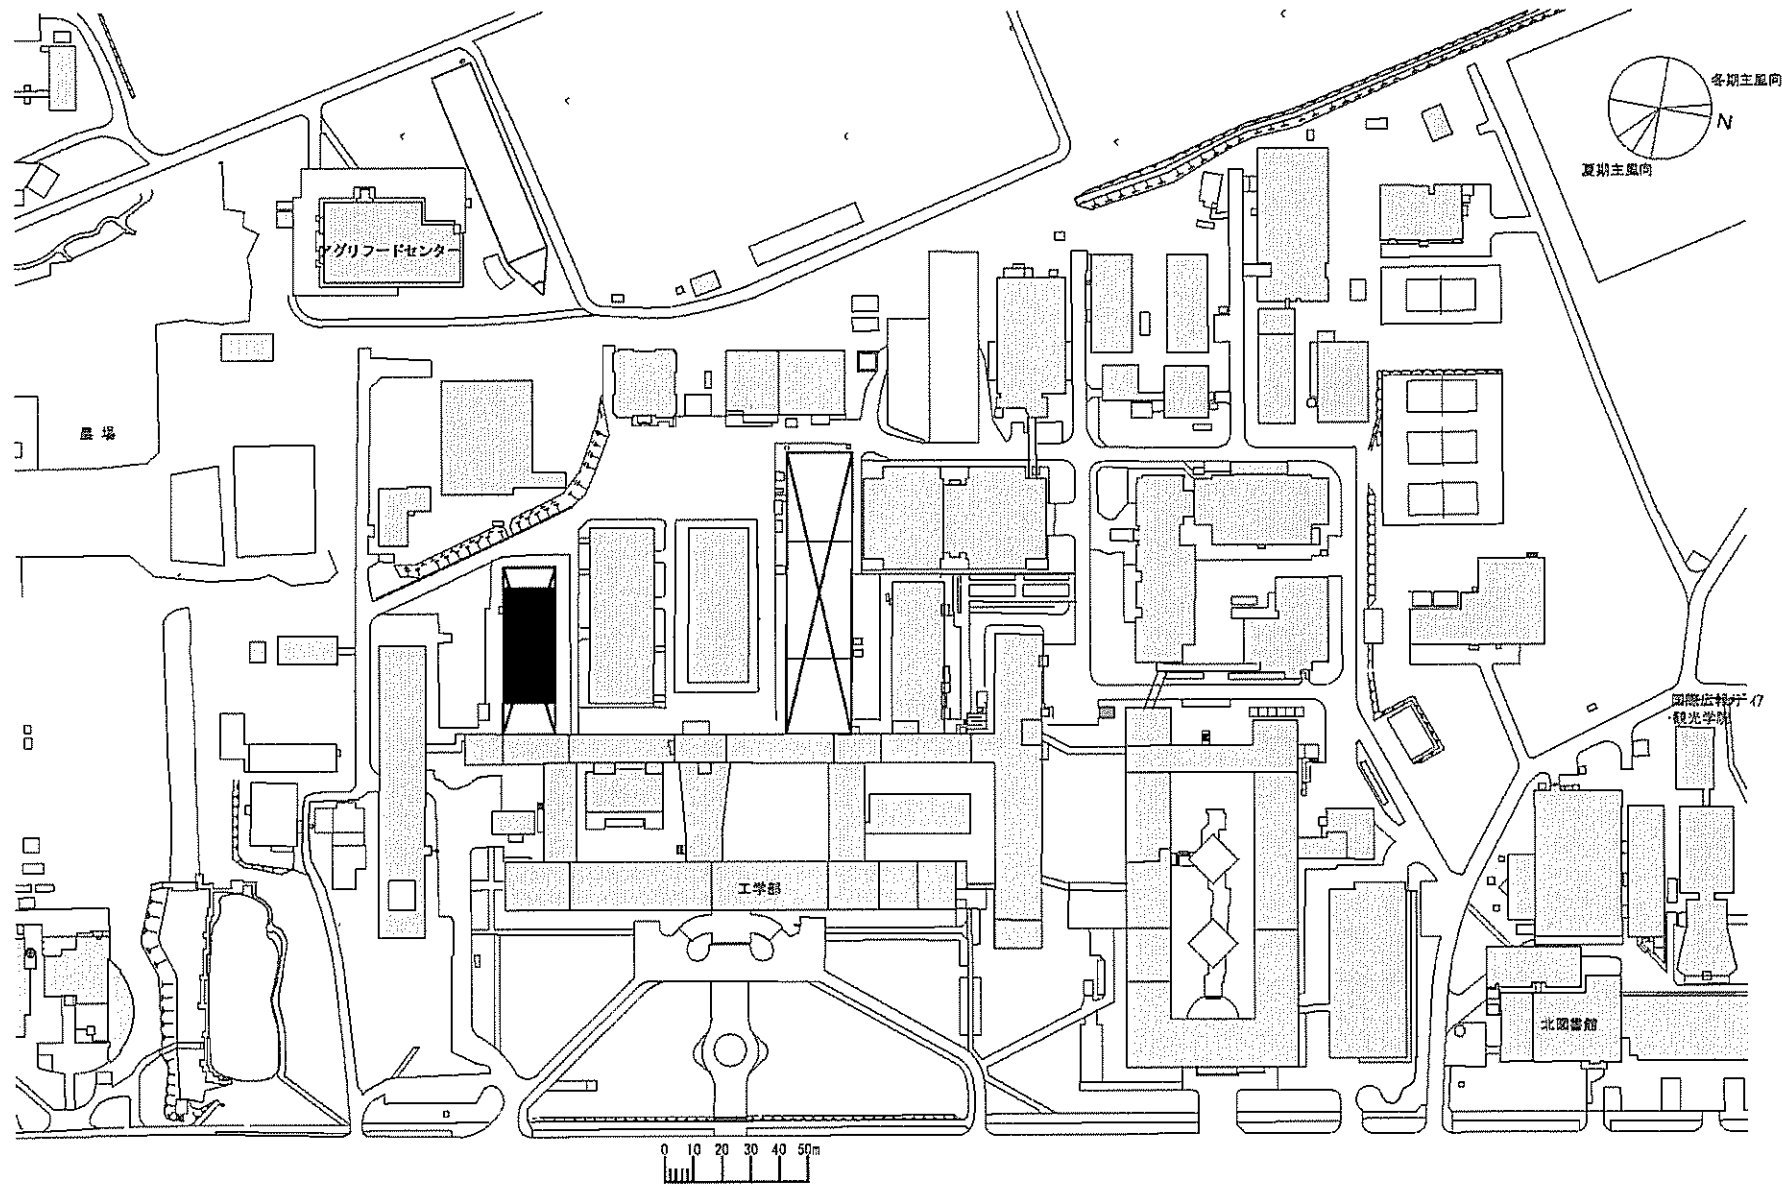 冬期主風向
N
夏期主風向
アグリフードセンター
農場
国際広報メディア
・観光学院
工学部
北図書館
0 10 20 30 40 50m